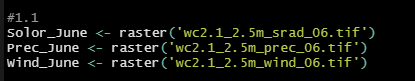 #1.1
Solor_June <- raster('wc2.1_2.5m_srad_06.tif')
Prec_June <- raster('wc2.1_2.5m_prec_06.tif')
Wind_June <- raster('wc2.1_2.5m_wind_06.tif')